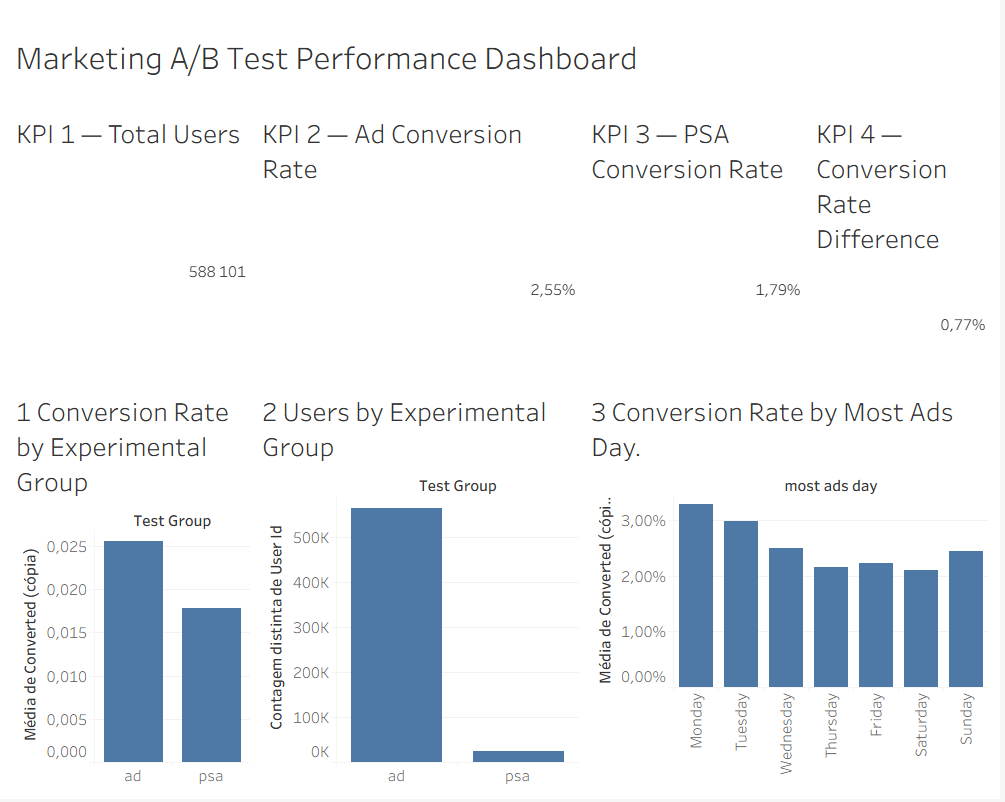 Marketing A/B Test Performance Dashboard
KPI 1 — Total Users
588 101
KPI 2 — Ad Conversion
Rate
2,55%
KPI 3 — PSA
Conversion Rate
1,79%
KPI 4 —
Conversion
Rate
Difference
0,77%
1 Conversion Rate
by Experimental
Group
Test Group
Média de Converted (cópia)
0,025
0,020
0,015
0,010
0,005
0,000
ad
psa
2 Users by Experimental
Group
Test Group
Contagem distinta de User Id
500K
400K
300K
200K
100K
0K
ad
psa
3 Conversion Rate by Most Ads
Day.
most ads day
Média de Converted (cópi..
3,00%
2,00%
1,00%
0,00%
Monday
Tuesday
Wednesday
Thursday
Friday
Saturday
Sunday